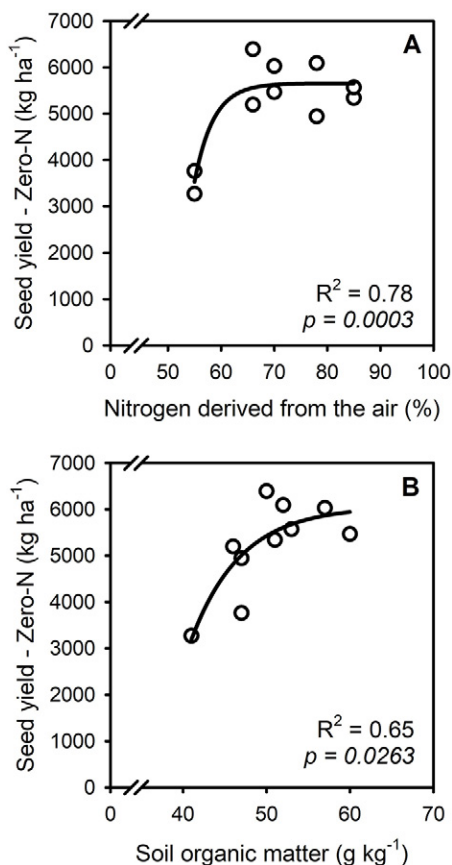 A
Seed yield - Zero-N (kg ha⁻¹)
7000
6000
5000
4000
3000
2000
1000
0
R² = 0.78
p = 0.0003
0 50 60 70 80 90 100
Nitrogen derived from the air (%)
B
Seed yield - Zero-N (kg ha⁻¹)
7000
6000
5000
4000
3000
2000
1000
0
R² = 0.65
p = 0.0263
0 40 50 60 70
Soil organic matter (g kg⁻¹)